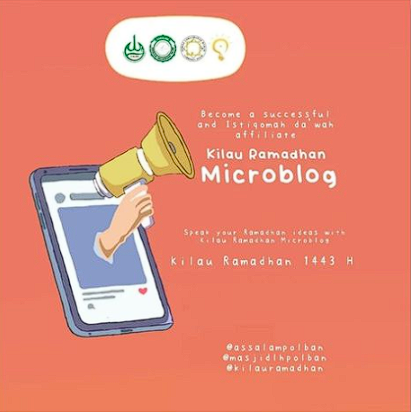 Become a successful
and Istiqomah da'wah
affiliate
Kilau Ramadhan
Microblog
Speak your Ramadhan ideas with
Kilau Ramadhan Microblog
Kilau Ramadhan 1443 H
@assalampolban
@masjidlhpolban
@kilauramadhan